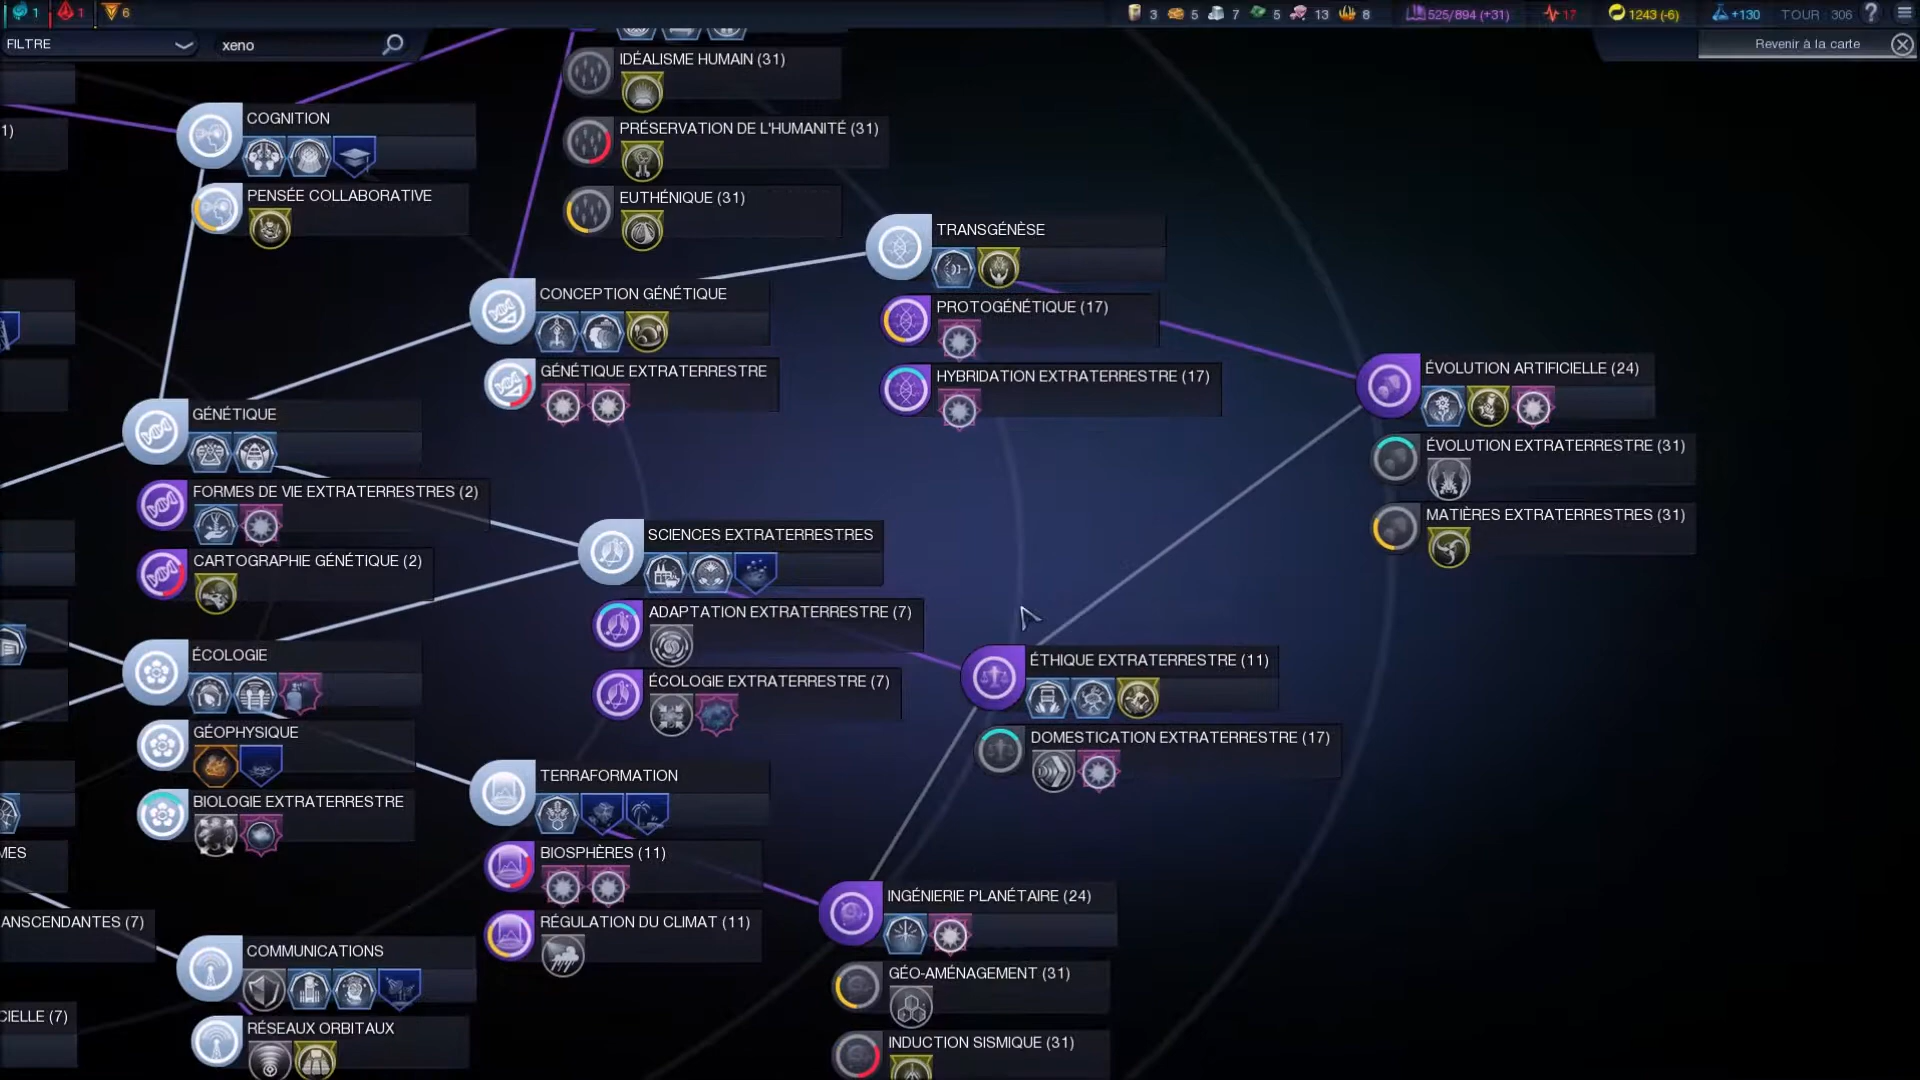 1 1 6 3 5 7 5 13 8 525/894 (+31) 17 1243 (-6) +130 TOUR : 306 ?
FILTRE xeno Revenir à la carte
IDÉALISME HUMAIN (31)
COGNITION
PRÉSERVATION DE L'HUMANITÉ (31)
1)
PENSÉE COLLABORATIVE
EUTHÉNIQUE (31)
TRANSGÉNÈSE
CONCEPTION GÉNÉTIQUE
PROTOGÉNÉTIQUE (17)
GÉNÉTIQUE EXTRATERRESTRE
HYBRIDATION EXTRATERRESTRE (17)
ÉVOLUTION ARTIFICIELLE (24)
GÉNÉTIQUE
ÉVOLUTION EXTRATERRESTRE (31)
FORMES DE VIE EXTRATERRESTRES (2)
MATIÈRES EXTRATERRESTRES (31)
SCIENCES EXTRATERRESTRES
CARTOGRAPHIE GÉNÉTIQUE (2)
ADAPTATION EXTRATERRESTRE (7)
ÉCOLOGIE
ÉTHIQUE EXTRATERRESTRE (11)
ÉCOLOGIE EXTRATERRESTRE (7)
GÉOPHYSIQUE
DOMESTICATION EXTRATERRESTRE (17)
TERRAFORMATION
BIOLOGIE EXTRATERRESTRE
MES
BIOSPHÈRES (11)
INGÉNIERIE PLANÉTAIRE (24)
ANSCENDANTES (7)
RÉGULATION DU CLIMAT (11)
COMMUNICATIONS
GÉO-AMÉNAGEMENT (31)
CIELLE (7)
RÉSEAUX ORBITAUX
INDUCTION SISMIQUE (31)